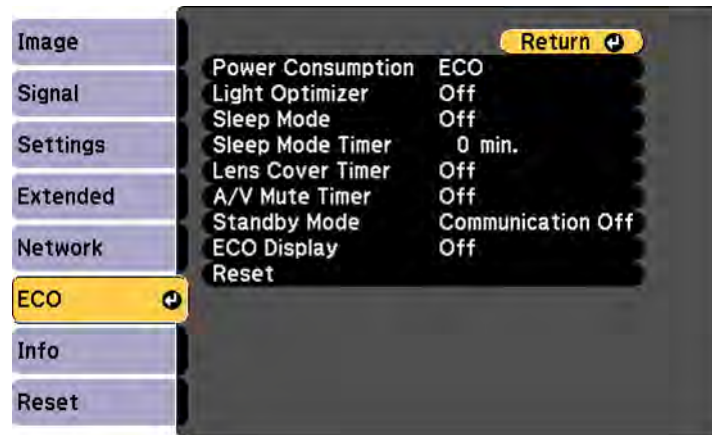 Image
Signal
Settings
Extended
Network
ECO
Info
Reset
Return
Power Consumption ECO
Light Optimizer Off
Sleep Mode Off
Sleep Mode Timer 0 min.
Lens Cover Timer Off
A/V Mute Timer Off
Standby Mode Communication Off
ECO Display Off
Reset